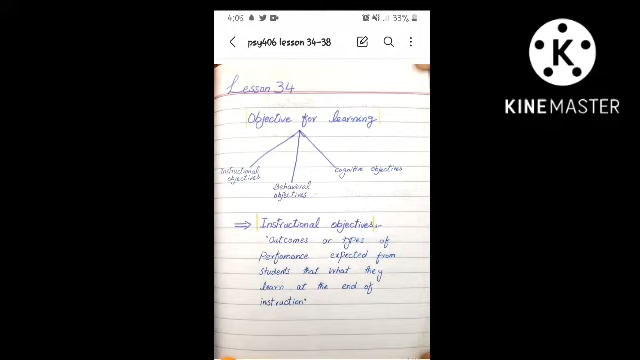 4:05
33%
psy406 lesson 34-38
K
KINEMASTER
Lesson 34
Objective for learning
Instructional objectives
Behavioral objectives
Cognitive objectives
⇒ Instructional objectives:-
"Outcomes or types of
Perfomance expected from
students that what they
learn at the end of
instruction"